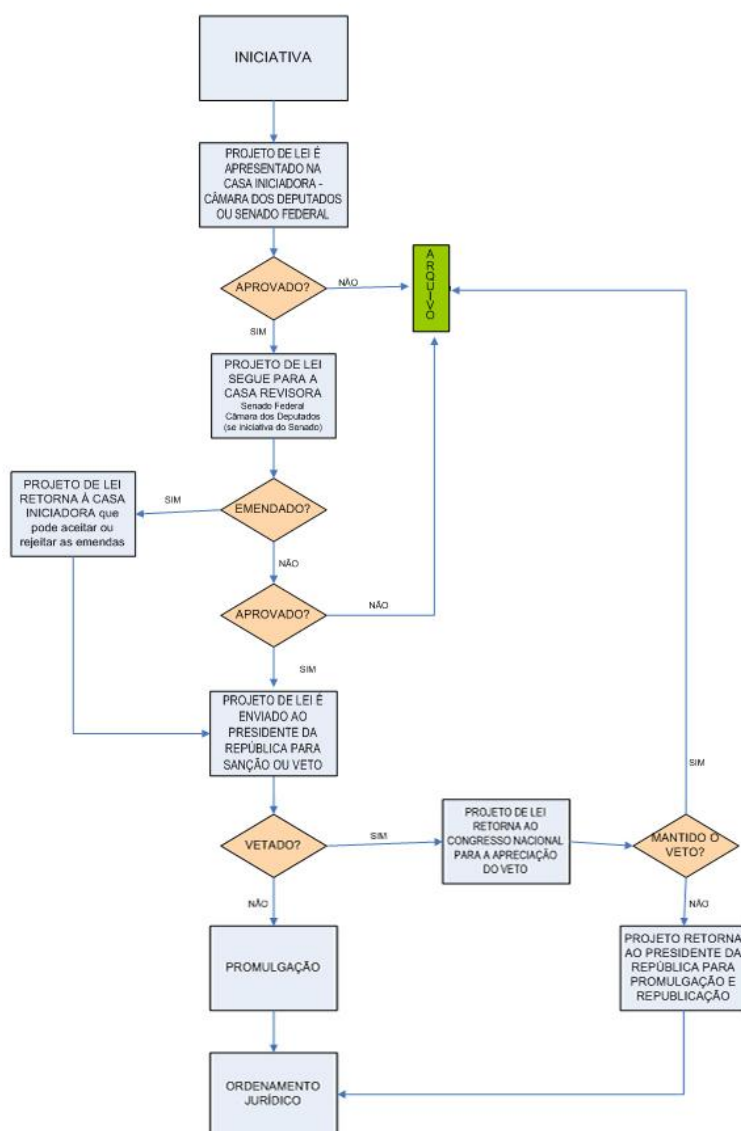 INICIATIVA
PROJETO DE LEI É
APRESENTADO NA
CASA INICIADORA -
CÂMARA DOS DEPUTADOS
OU SENADO FEDERAL
APROVADO?
NÃO
ARQUIVO
SIM
PROJETO DE LEI
SEGUE PARA A
CASA REVISORA
Senado Federal
Câmara dos Deputados
(se iniciativa do Senado)
PROJETO DE LEI
RETORNA À CASA
INICIADORA que
pode aceitar ou
rejeitar as emendas
SIM
EMENDADO?
NÃO
APROVADO?
NÃO
SIM
PROJETO DE LEI É
ENVIADO AO
PRESIDENTE DA
REPÚBLICA PARA
SANÇÃO OU VETO
VETADO?
SIM
PROJETO DE LEI
RETORNA AO
CONGRESSO NACIONAL
PARA A APRECIAÇÃO
DO VETO
MANTIDO O
VETO?
SIM
NÃO
NÃO
PROMULGAÇÃO
PROJETO RETORNA
AO PRESIDENTE DA
REPÚBLICA PARA
PROMULGAÇÃO E
REPUBLICAÇÃO
ORDENAMENTO
JURÍDICO